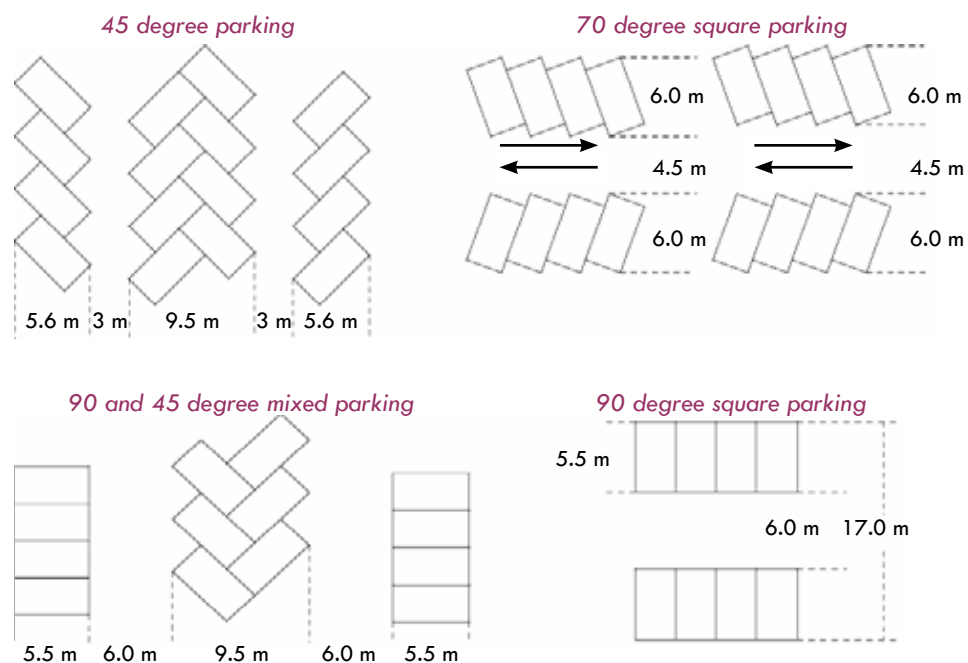 45 degree parking
5.6 m 3 m 9.5 m 3 m 5.6 m
70 degree square parking
6.0 m 6.0 m
4.5 m 4.5 m
6.0 m 6.0 m
90 and 45 degree mixed parking
5.5 m 6.0 m 9.5 m 6.0 m 5.5 m
90 degree square parking
5.5 m
6.0 m 17.0 m